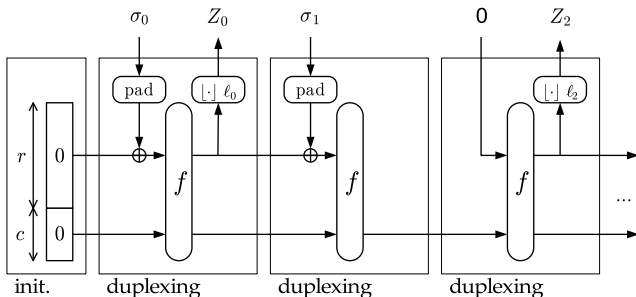 σ₀ Z₀ σ₁ 0 Z₂
pad ⌊·⌋ ℓ₀ pad ⌊·⌋ ℓ₂
r 0 ⊕ f ⊕ f f
c 0 ...
init. duplexing duplexing duplexing